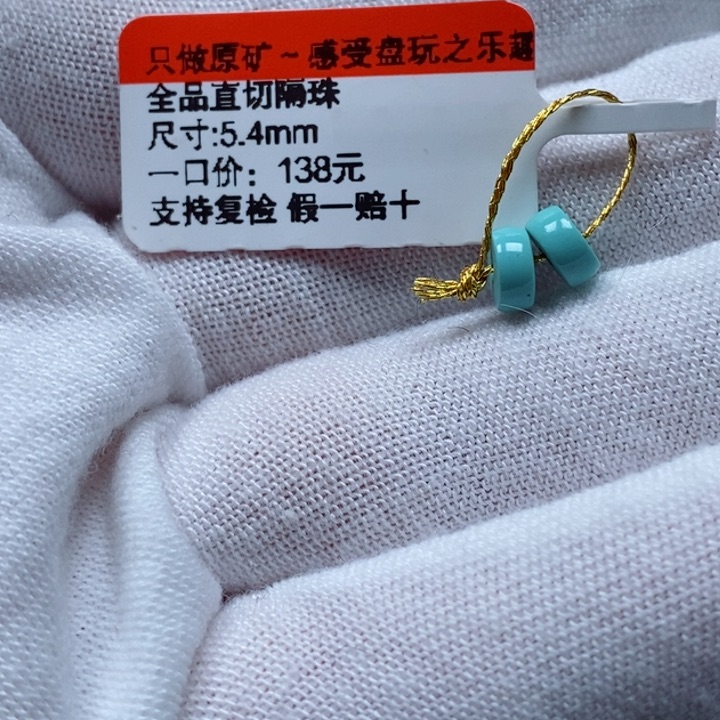 只做原矿～感受盘玩之乐趣
全品直切隔珠
尺寸:5.4mm
一口价：138元
支持复检 假一赔十